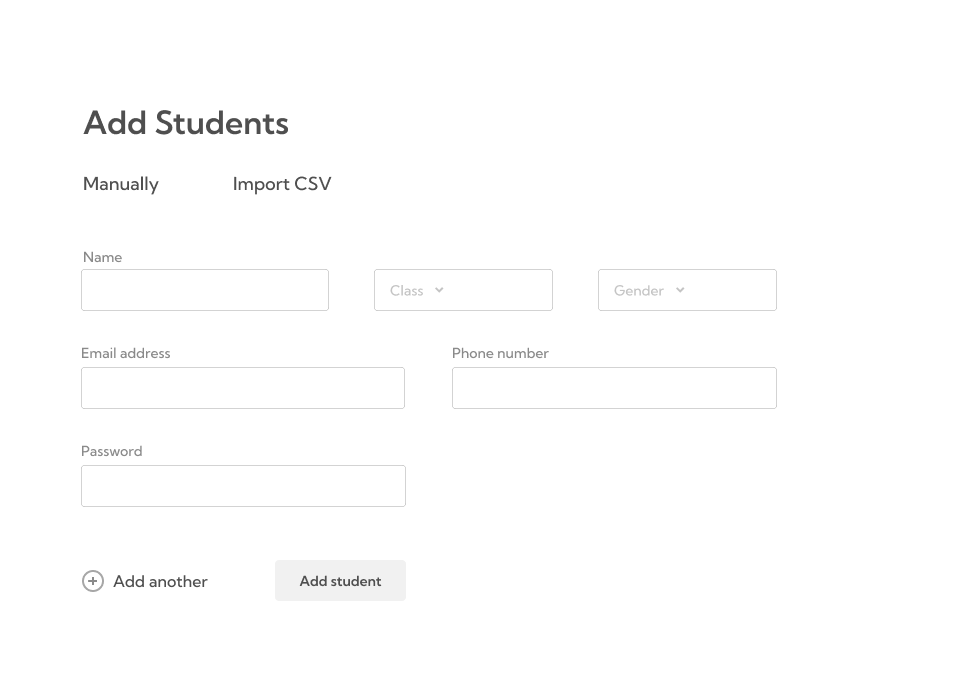 Add Students
Manually Import CSV
Name
Class Gender
Email address Phone number
Password
Add another Add student